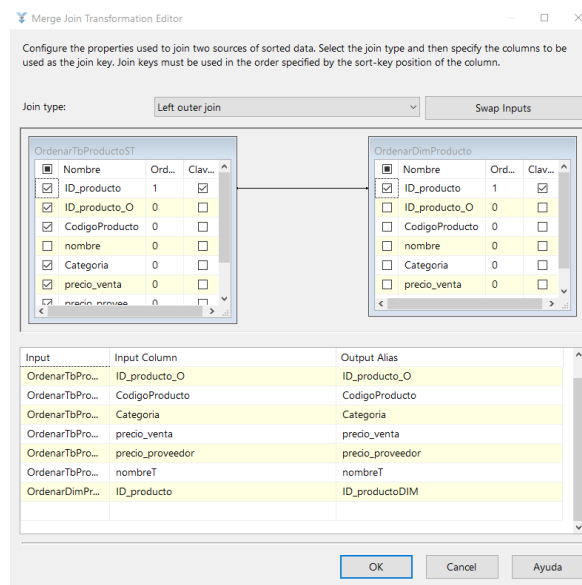 Merge Join Transformation Editor
Configure the properties used to join two sources of sorted data. Select the join type and then specify the columns to be
used as the join key. Join keys must be used in the order specified by the sort-key position of the column.
Join type: Left outer join Swap Inputs
OrdenarTbProductoST
Nombre Ord... Clav...
ID_producto 1
ID_producto_O 0
CodigoProducto 0
nombre 0
Categoria 0
precio_venta 0
precio_provee... 0
OrdenarDimProducto
Nombre Ord... Clav...
ID_producto 1
ID_producto_O 0
CodigoProducto 0
nombre 0
Categoria 0
precio_venta 0
Input Input Column Output Alias
OrdenarTbPro... ID_producto_O ID_producto_O
OrdenarTbPro... CodigoProducto CodigoProducto
OrdenarTbPro... Categoria Categoria
OrdenarTbPro... precio_venta precio_venta
OrdenarTbPro... precio_proveedor precio_proveedor
OrdenarTbPro... nombreT nombreT
OrdenarDimPr... ID_producto ID_productoDIM
OK Cancel Ayuda